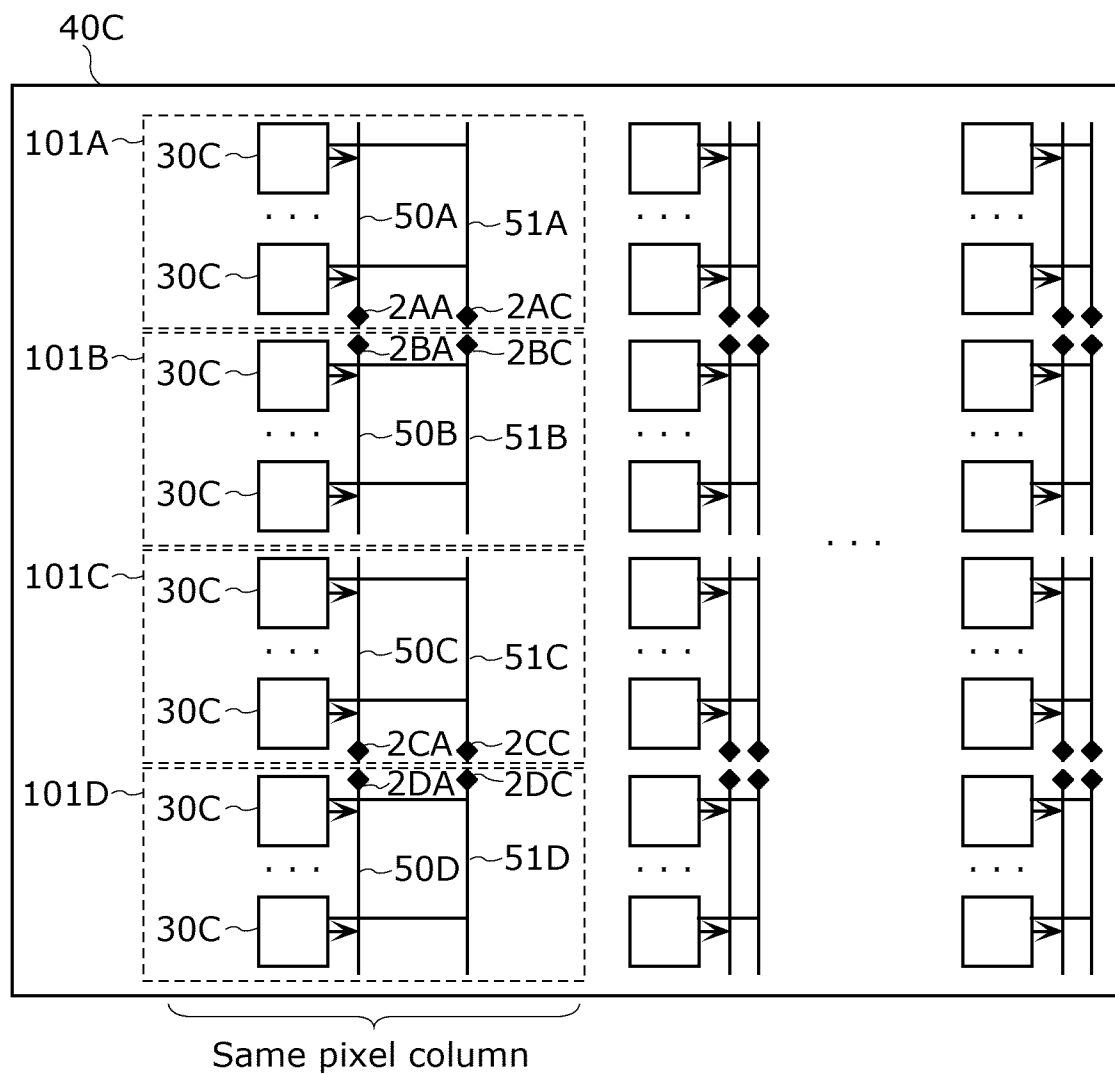 40C
101A 30C
. . . 50A 51A . . . . . .
30C
2AA 2AC
101B 30C 2BA 2BC
. . . 50B 51B . . . . . .
30C
. . .
101C 30C
. . . 50C 51C . . . . . .
30C
2CA 2CC
101D 30C 2DA 2DC
. . . 50D 51D . . . . . .
30C
Same pixel column